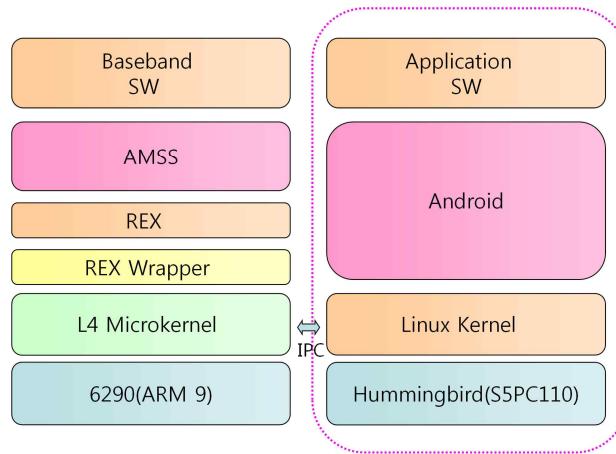 Baseband
SW
AMSS
REX
REX Wrapper
L4 Microkernel
6290(ARM 9)
IPC
Application
SW
Android
Linux Kernel
Hummingbird(S5PC110)